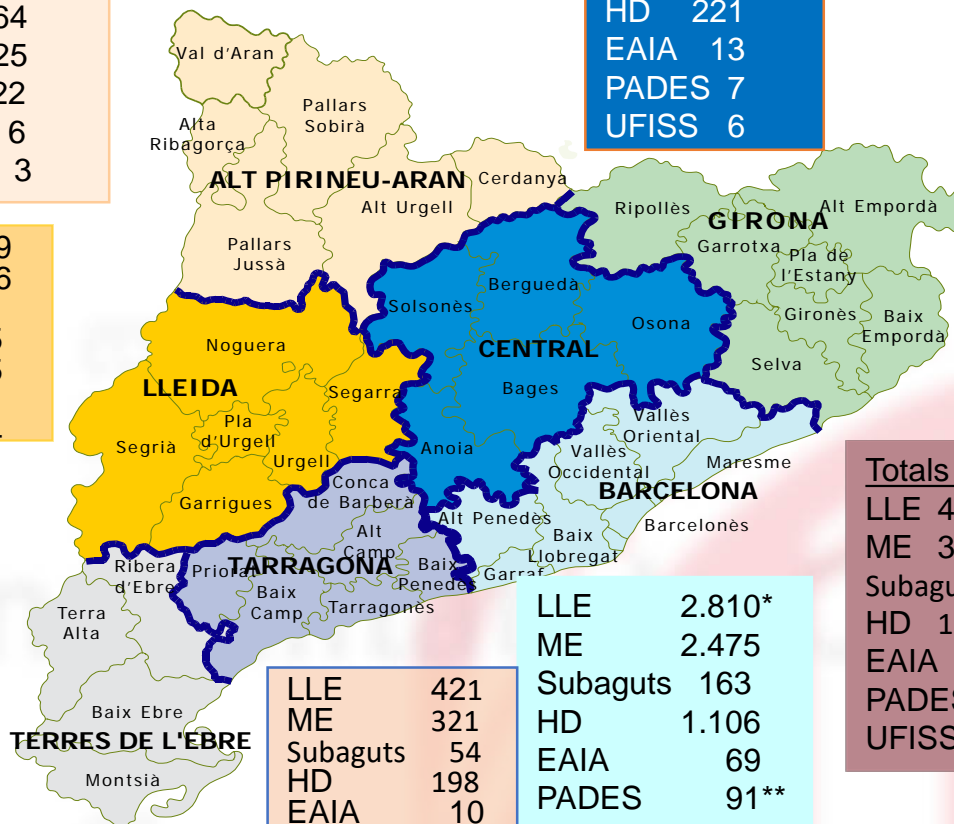 64
25
22
6
3
HD 221
EAIA 13
PADES 7
UFISS 6
Val d'Aran
Pallars
Sobirà
Alta
Ribagorça
ALT PIRINEU-ARAN
Cerdanya
Alt Urgell
Pallars
Jussà
Ripollès
GIRONA
Alt Empordà
Garrotxa
Pla de
l'Estany
Gironès
Baix
Empordà
Selva
9
6
Solsonès
Berguedà
Osona
CENTRAL
Bages
Anoia
Noguera
LLEIDA
Segarra
Pla
d'Urgell
Segrià
Urgell
Garrigues
Vallès
Oriental
Vallès
Occidental
Maresme
BARCELONA
Barcelonès
Alt Penedès
Baix
Llobregat
Garraf
Conca
de Barberà
Alt
Camp
TARRAGONA
Priorat
Baix
Camp
Baix
Penedès
Tarragonès
Ribera
d'Ebre
Terra
Alta
Baix Ebre
TERRES DE L'EBRE
Montsià
LLE 421
ME 321
Subaguts 54
HD 198
EAIA 10
LLE 2.810*
ME 2.475
Subaguts 163
HD 1.106
EAIA 69
PADES 91**
Totals
LLE 4
ME 3
HD 1
EAIA
PADES
UFISS